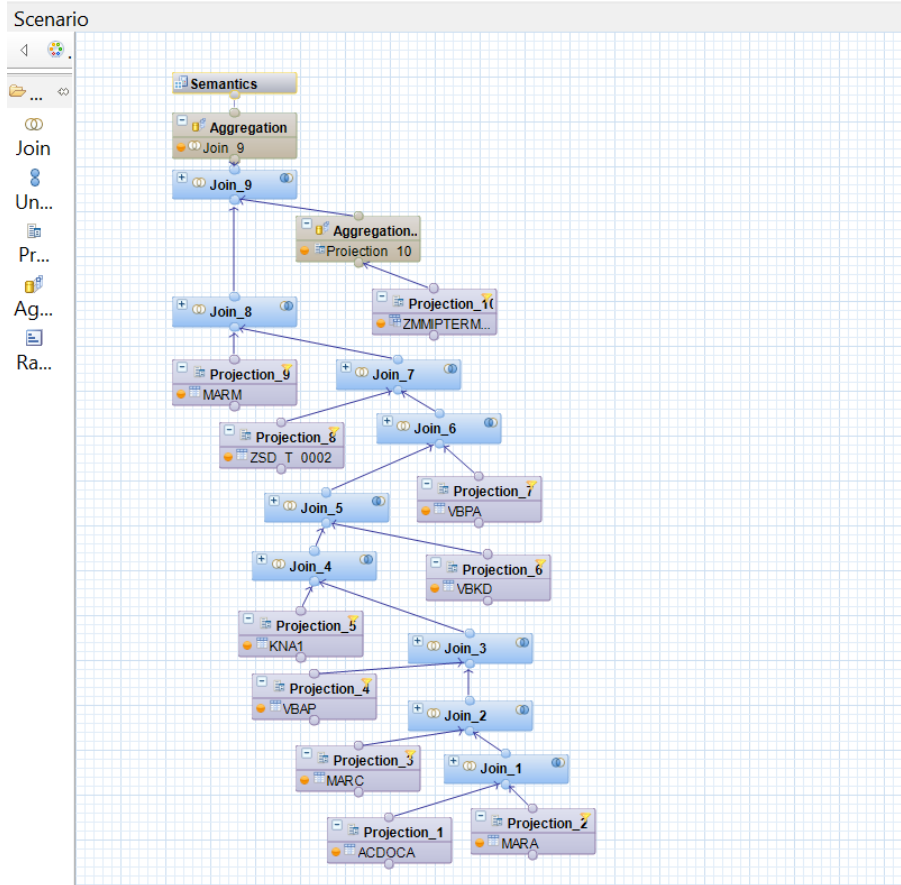 Scenario
...
Join
Un...
Pr...
Ag...
Ra...
Semantics
Aggregation
Join_9
Join_9
Aggregation..
Projection_10
Projection_1(
ZMMIPTERM...
Join_8
Projection_9
MARM
Join_7
Projection_8
ZSD_T_0002
Join_6
Projection_7
VBPA
Join_5
Join_4
Projection_6
VBKD
Projection_5
KNA1
Join_3
Projection_4
VBAP
Join_2
Projection_3
MARC
Join_1
Projection_1
ACDOCA
Projection_2
MARA